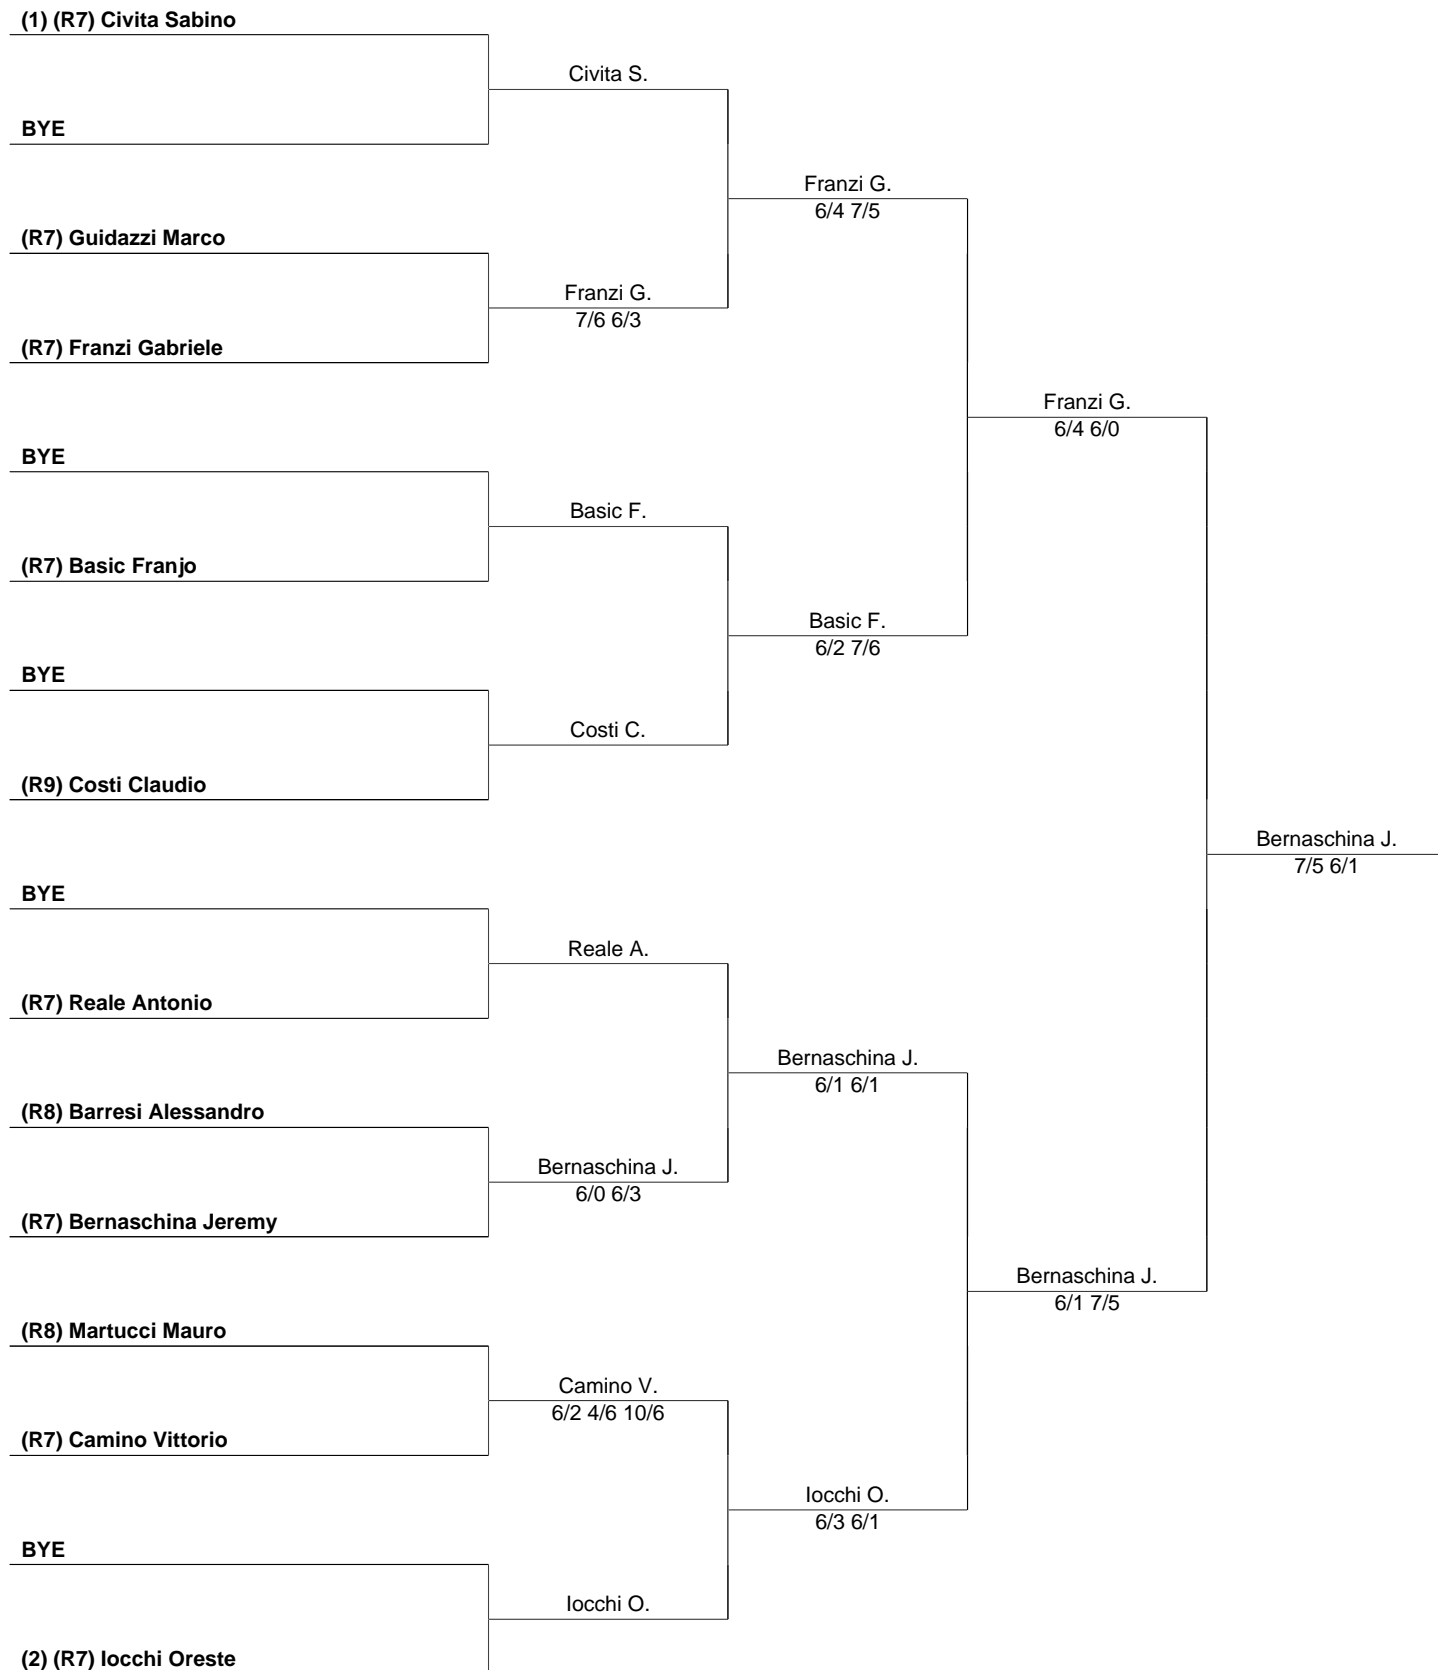 (1) (R7) Civita Sabino
Civita S.
BYE
Franzi G.
6/4 7/5
(R7) Guidazzi Marco
Franzi G.
7/6 6/3
(R7) Franzi Gabriele
Franzi G.
6/4 6/0
BYE
Basic F.
(R7) Basic Franjo
Basic F.
6/2 7/6
BYE
Costi C.
(R9) Costi Claudio
Bernaschina J.
7/5 6/1
BYE
Reale A.
(R7) Reale Antonio
Bernaschina J.
6/1 6/1
(R8) Barresi Alessandro
Bernaschina J.
6/0 6/3
(R7) Bernaschina Jeremy
Bernaschina J.
6/1 7/5
(R8) Martucci Mauro
Camino V.
6/2 4/6 10/6
(R7) Camino Vittorio
Iocchi O.
6/3 6/1
BYE
Iocchi O.
(2) (R7) Iocchi Oreste